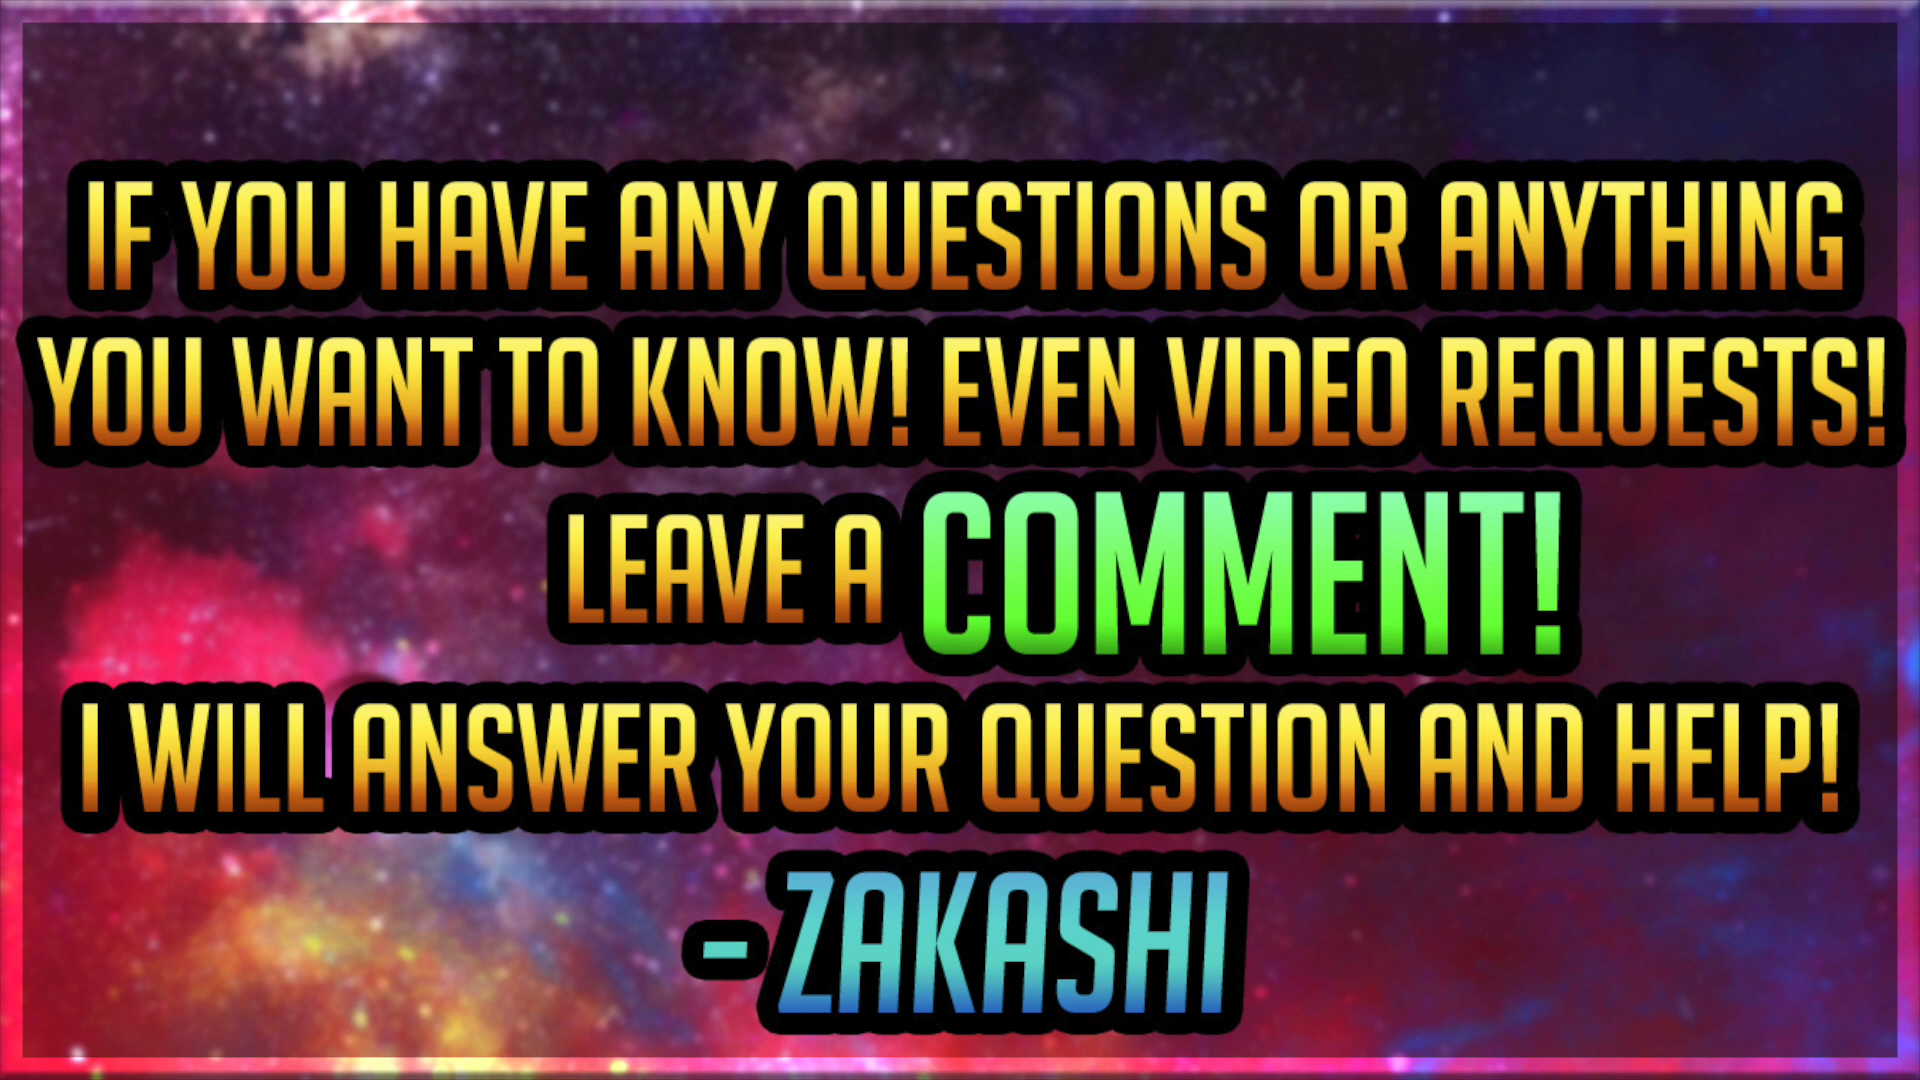 IF YOU HAVE ANY QUESTIONS OR ANYTHING
YOU WANT TO KNOW! EVEN VIDEO REQUESTS!
LEAVE A COMMENT!
I WILL ANSWER YOUR QUESTION AND HELP!
- ZAKASHI